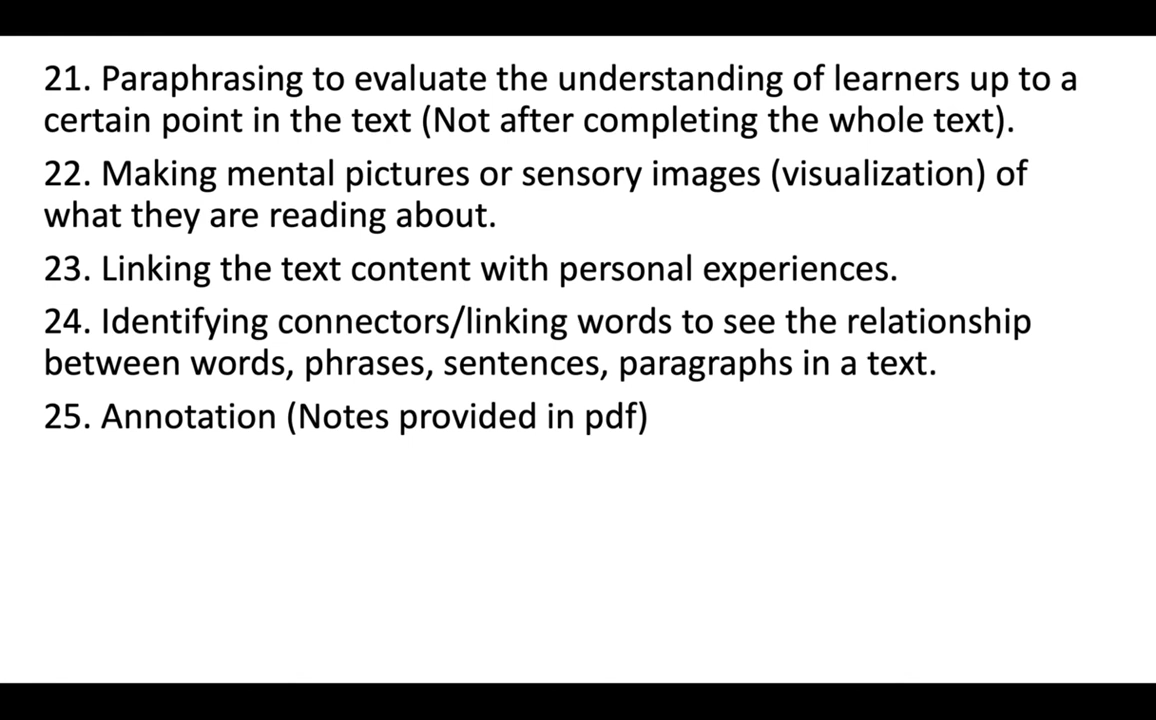 21. Paraphrasing to evaluate the understanding of learners up to a
certain point in the text (Not after completing the whole text).
22. Making mental pictures or sensory images (visualization) of
what they are reading about.
23. Linking the text content with personal experiences.
24. Identifying connectors/linking words to see the relationship
between words, phrases, sentences, paragraphs in a text.
25. Annotation (Notes provided in pdf)